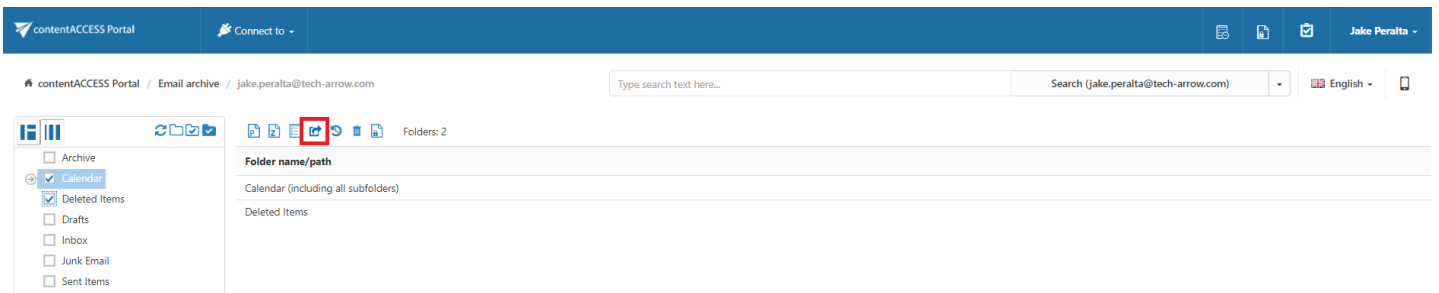 contentACCESS Portal
Connect to
Jake Peralta
contentACCESS Portal / Email archive / jake.peralta@tech-arrow.com
Type search text here...
Search (jake.peralta@tech-arrow.com)
English
Folders: 2
Archive
Calendar
Deleted Items
Drafts
Inbox
Junk Email
Sent Items
Folder name/path
Calendar (including all subfolders)
Deleted Items